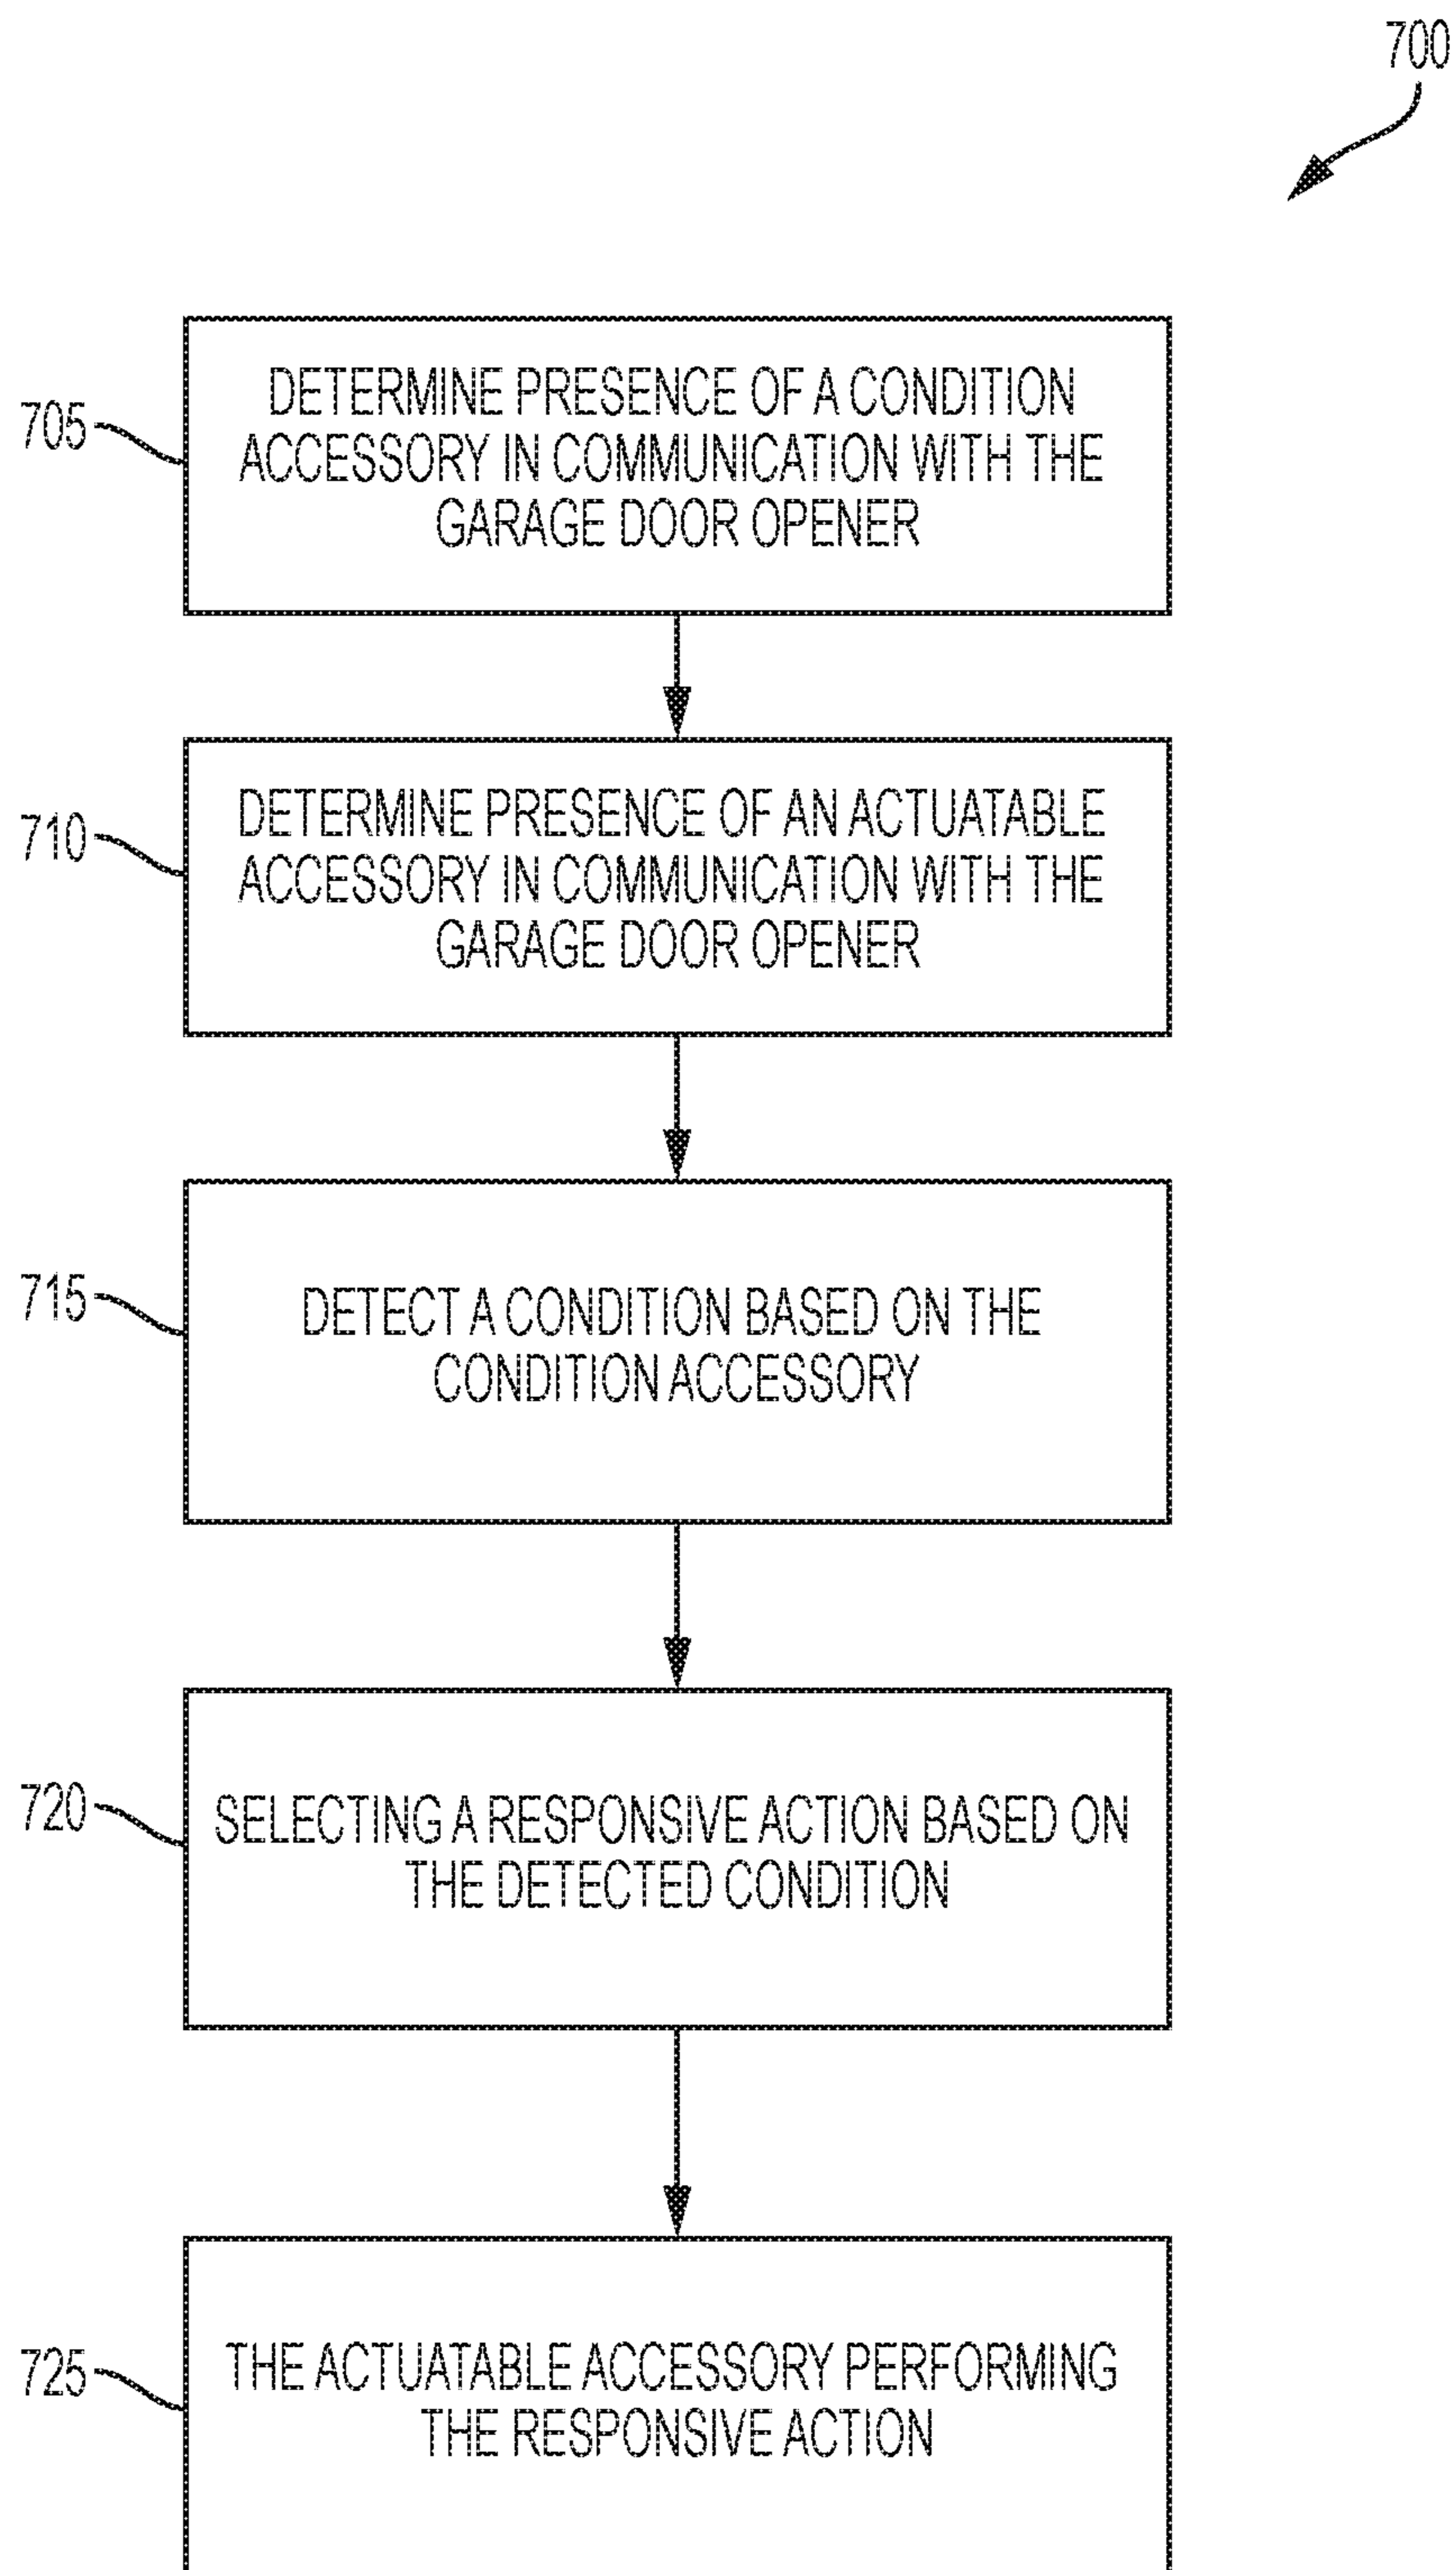 700
705
DETERMINE PRESENCE OF A CONDITION
ACCESSORY IN COMMUNICATION WITH THE
GARAGE DOOR OPENER
710
DETERMINE PRESENCE OF AN ACTUATABLE
ACCESSORY IN COMMUNICATION WITH THE
GARAGE DOOR OPENER
715
DETECT A CONDITION BASED ON THE
CONDITION ACCESSORY
720
SELECTING A RESPONSIVE ACTION BASED ON
THE DETECTED CONDITION
725
THE ACTUATABLE ACCESSORY PERFORMING
THE RESPONSIVE ACTION